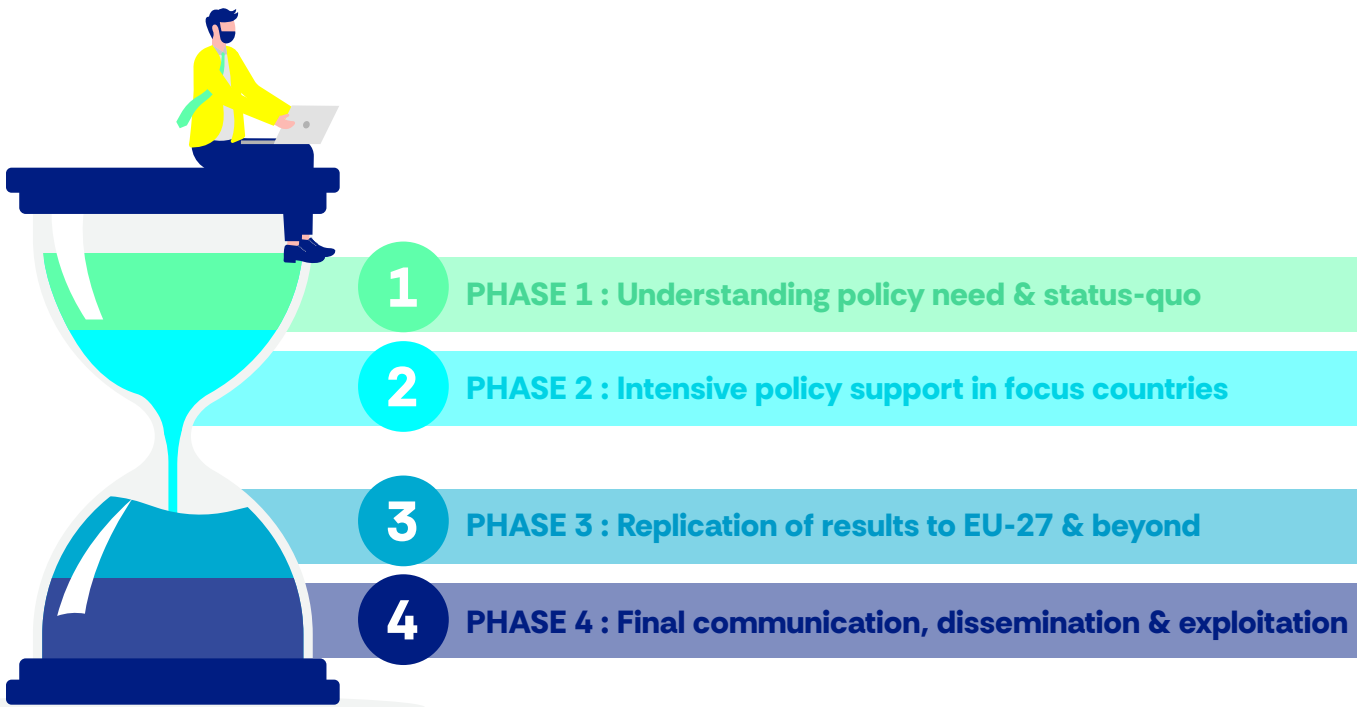 1
PHASE 1 : Understanding policy need & status-quo
2
PHASE 2 : Intensive policy support in focus countries
3
PHASE 3 : Replication of results to EU-27 & beyond
4
PHASE 4 : Final communication, dissemination & exploitation